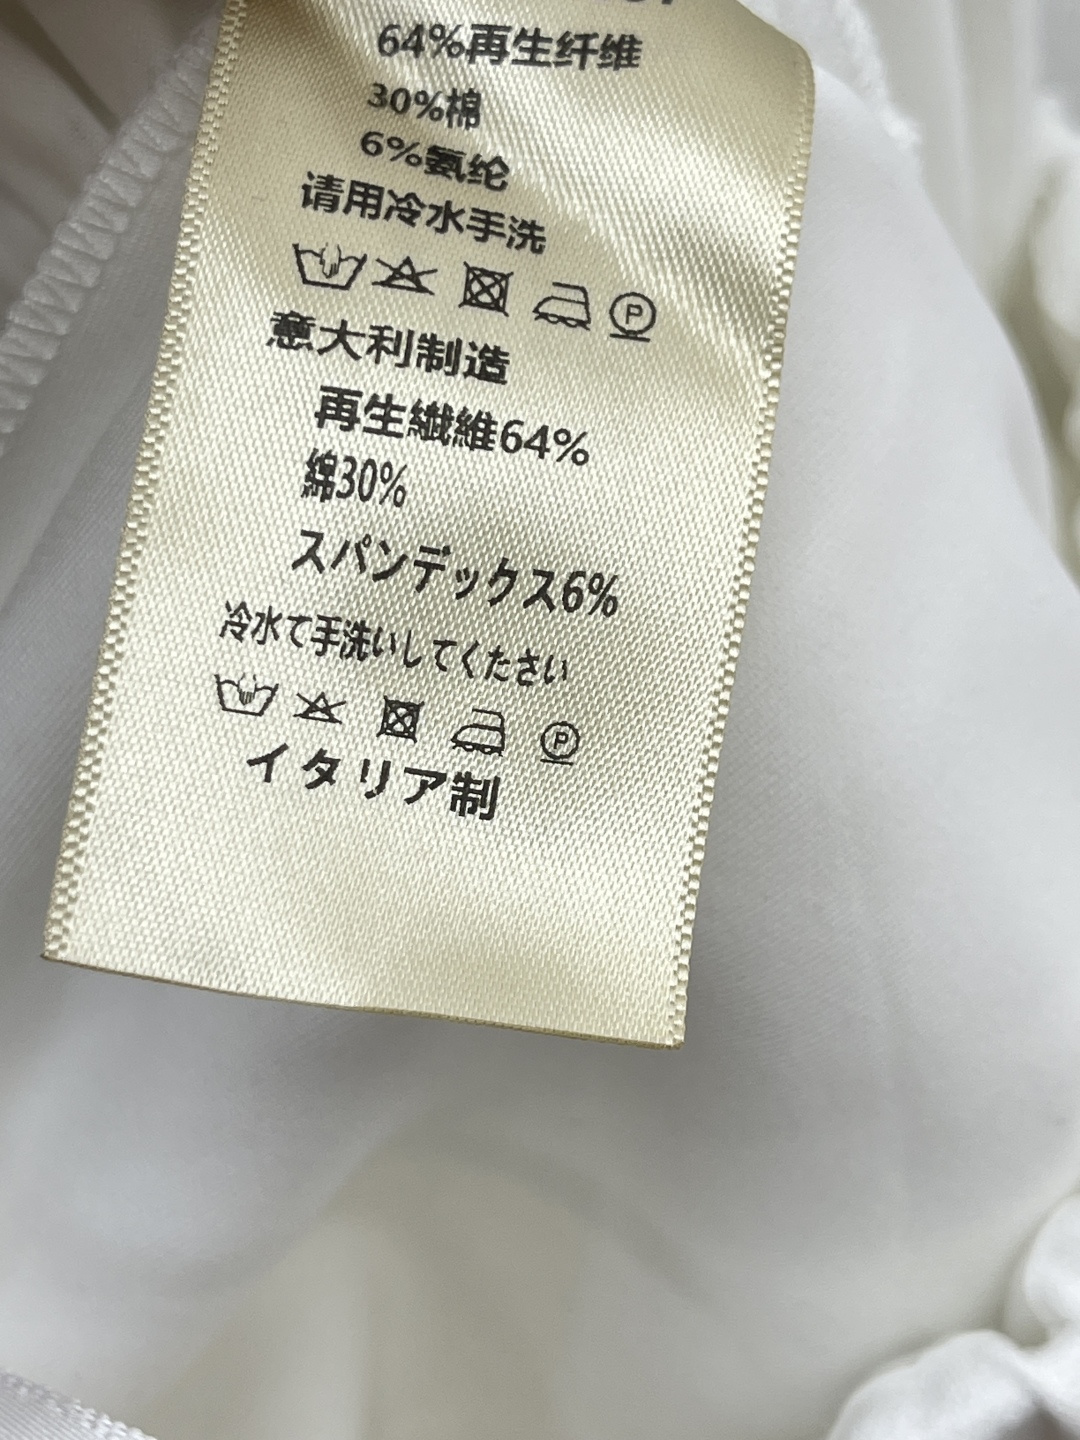 64%再生纤维
30%棉
6%氨纶
请用冷水手洗
P
意大利制造
再生繊維64%
綿30%
スパンデックス6%
冷水て手洗いしてください
P
イタリア制